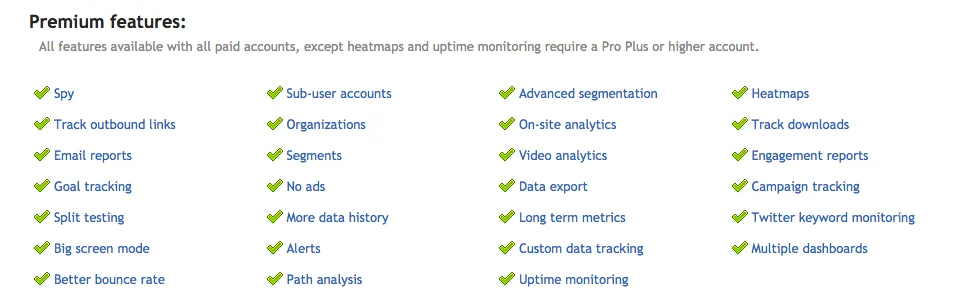 Premium features:
All features available with all paid accounts, except heatmaps and uptime monitoring require a Pro Plus or higher account.
Spy Sub-user accounts Advanced segmentation Heatmaps
Track outbound links Organizations On-site analytics Track downloads
Email reports Segments Video analytics Engagement reports
Goal tracking No ads Data export Campaign tracking
Split testing More data history Long term metrics Twitter keyword monitoring
Big screen mode Alerts Custom data tracking Multiple dashboards
Better bounce rate Path analysis Uptime monitoring